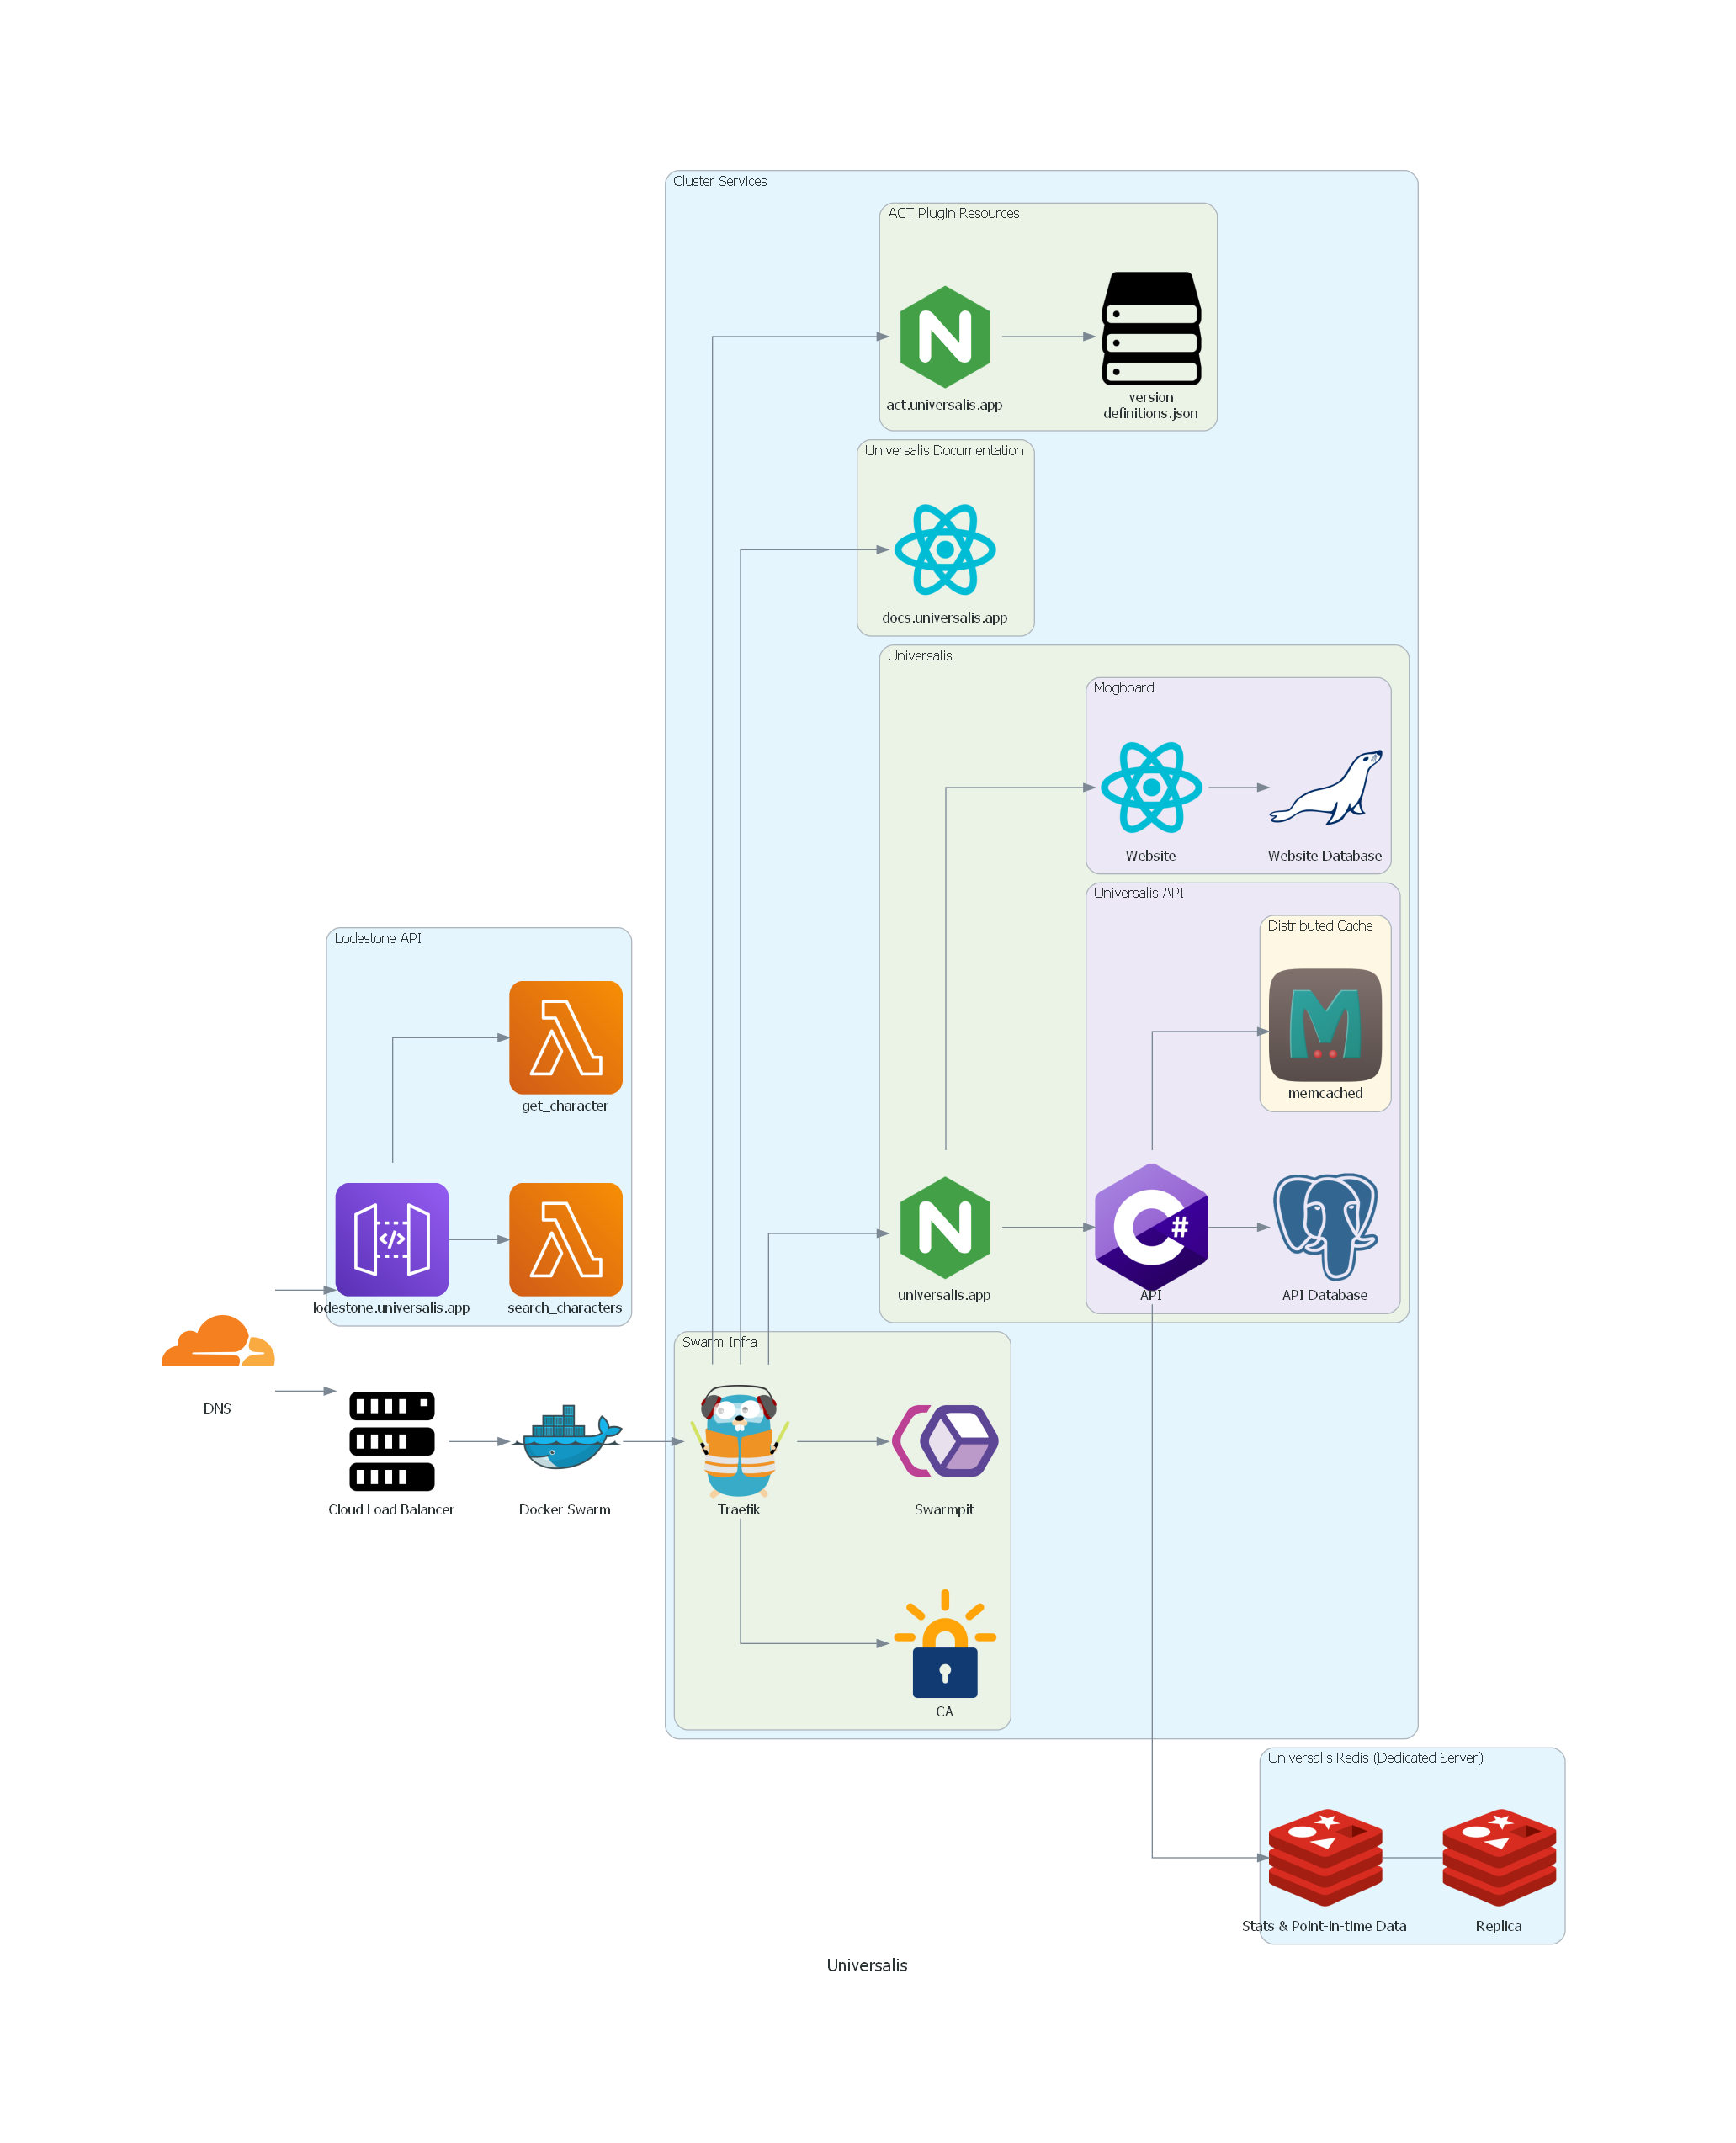 Cluster Services
ACT Plugin Resources
act.universalis.app
version
definitions.json
Universalis Documentation
docs.universalis.app
Universalis
Mogboard
Website
Website Database
Universalis API
Distributed Cache
memcached
universalis.app
API
API Database
Lodestone API
get_character
lodestone.universalis.app
search_characters
DNS
Cloud Load Balancer
Docker Swarm
Swarm Infra
Traefik
Swarmpit
CA
Universalis Redis (Dedicated Server)
Stats & Point-in-time Data
Replica
Universalis